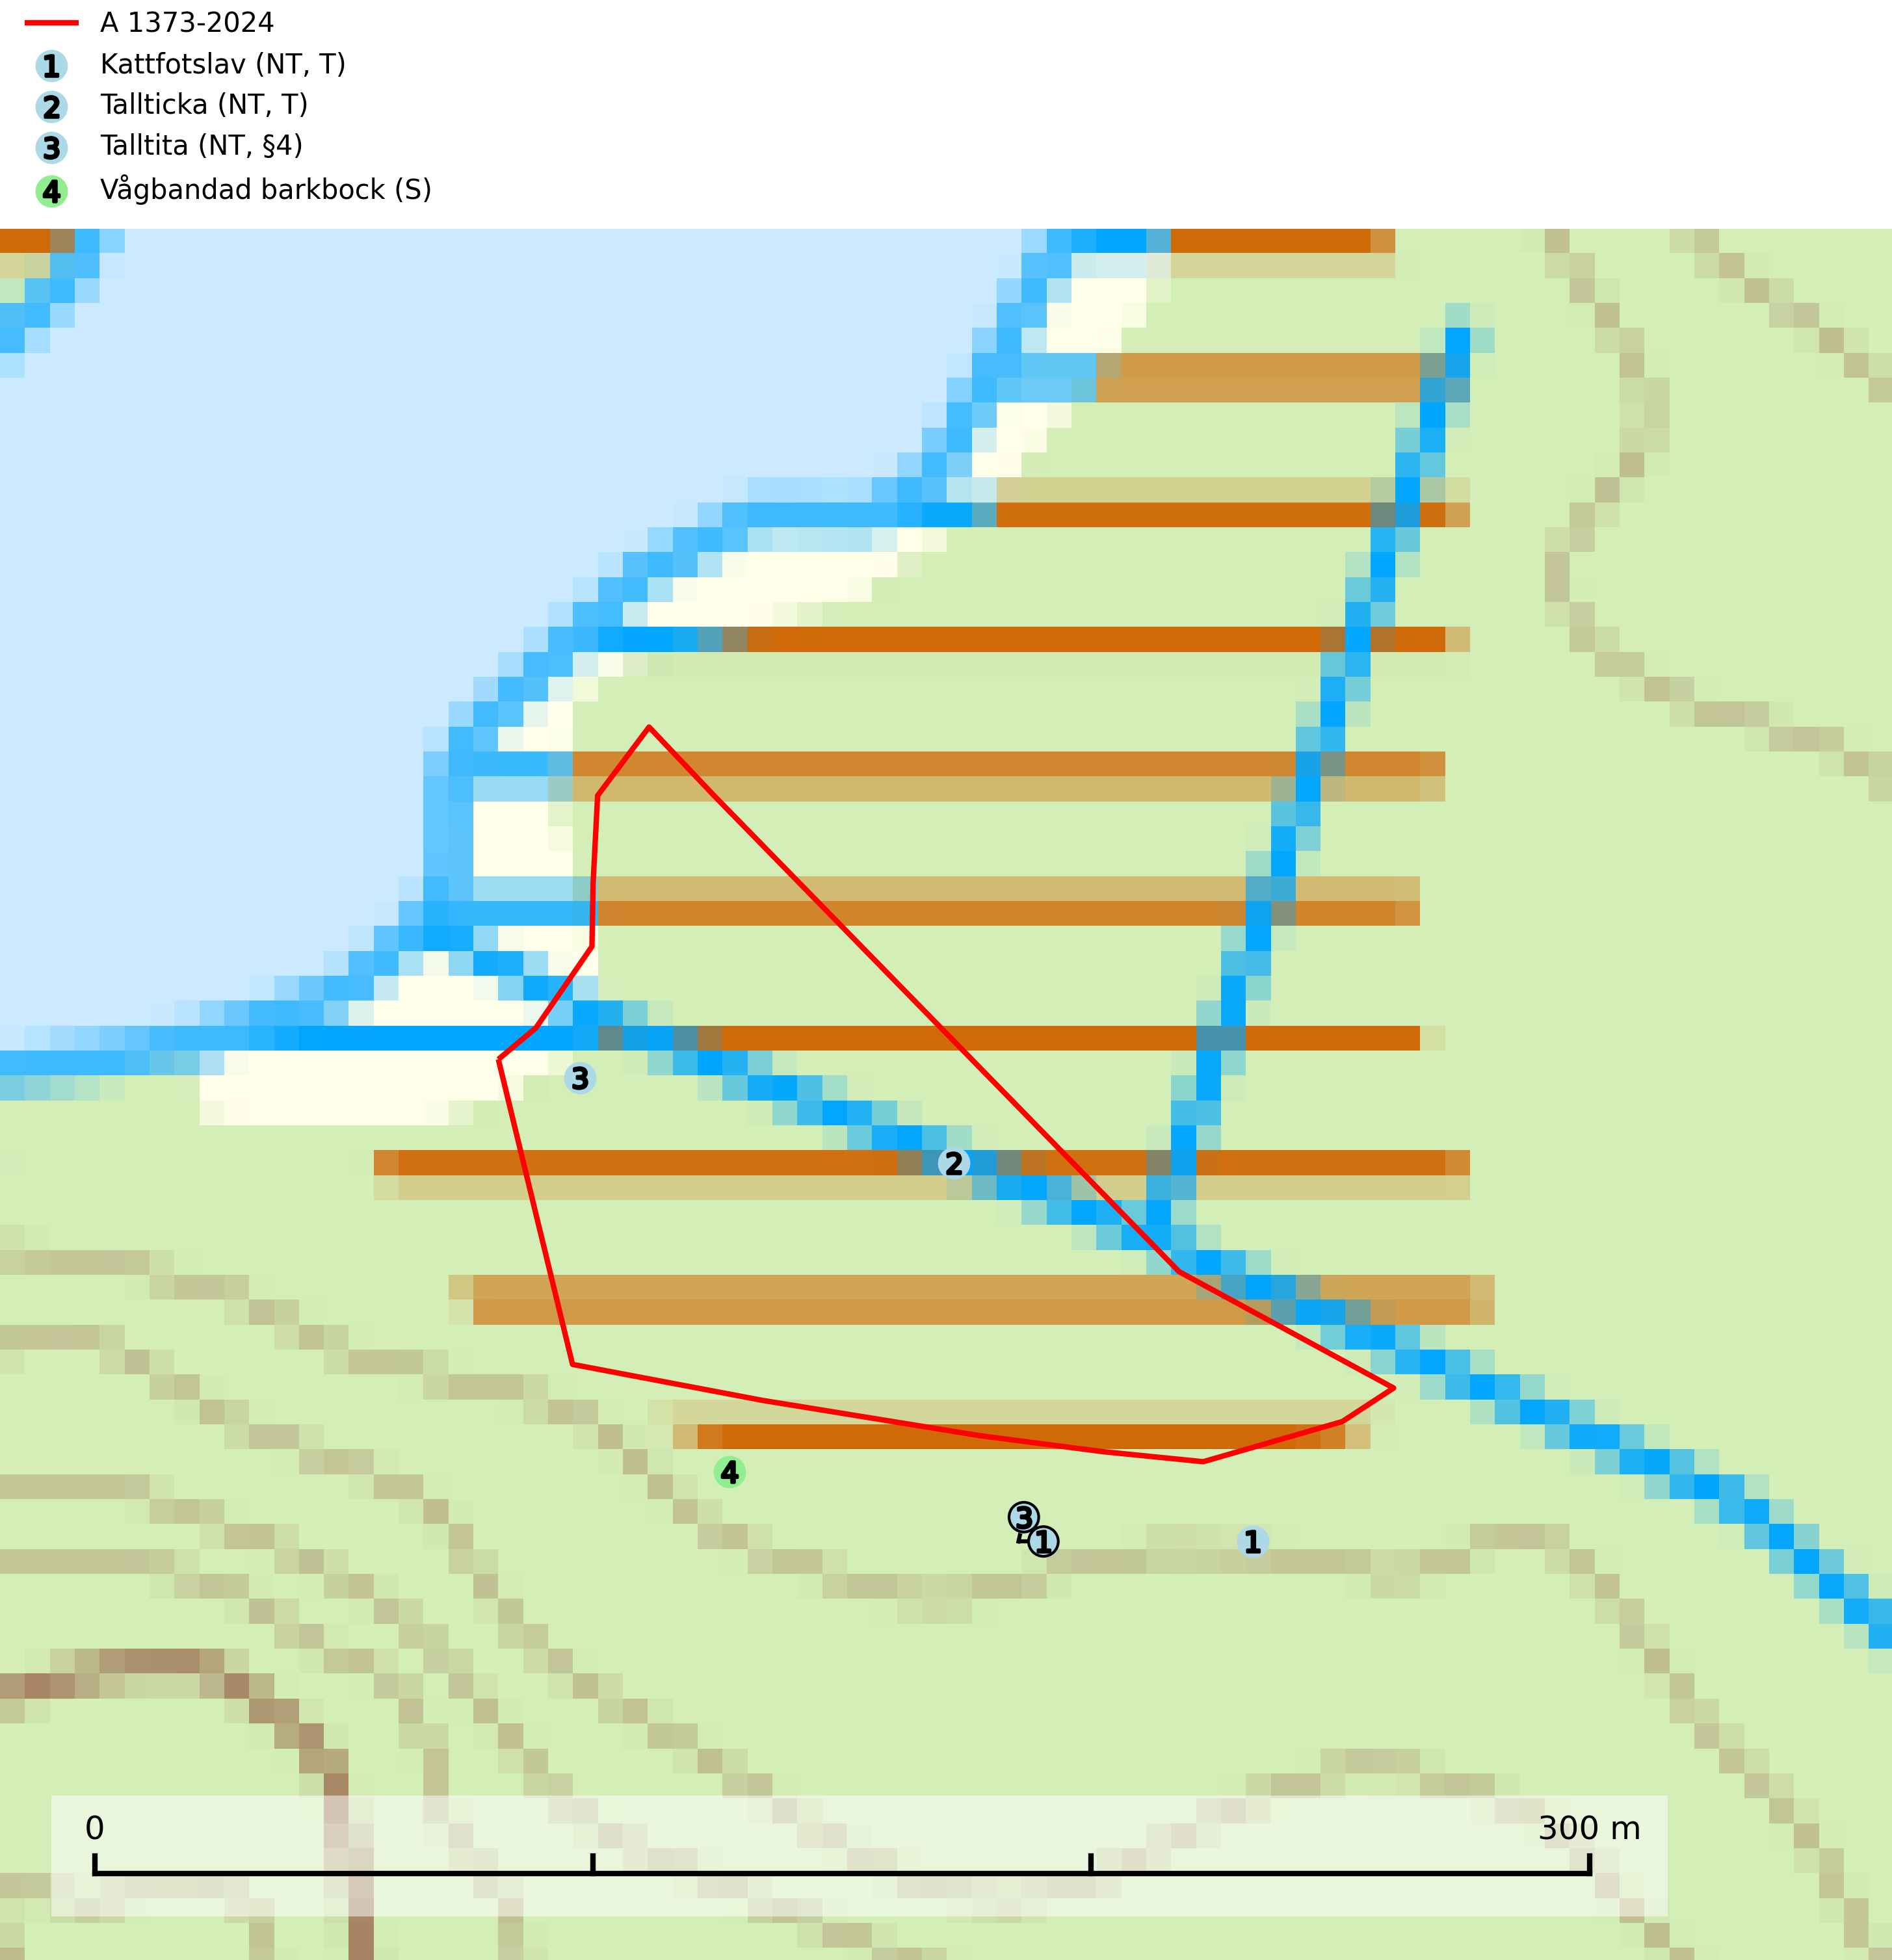 A 1373-2024
1 Kattfotslav (NT, T)
2 Tallticka (NT, T)
3 Talltita (NT, §4)
4 Vågbandad barkbock (S)
3
2
4
3
1
1
0 300 m